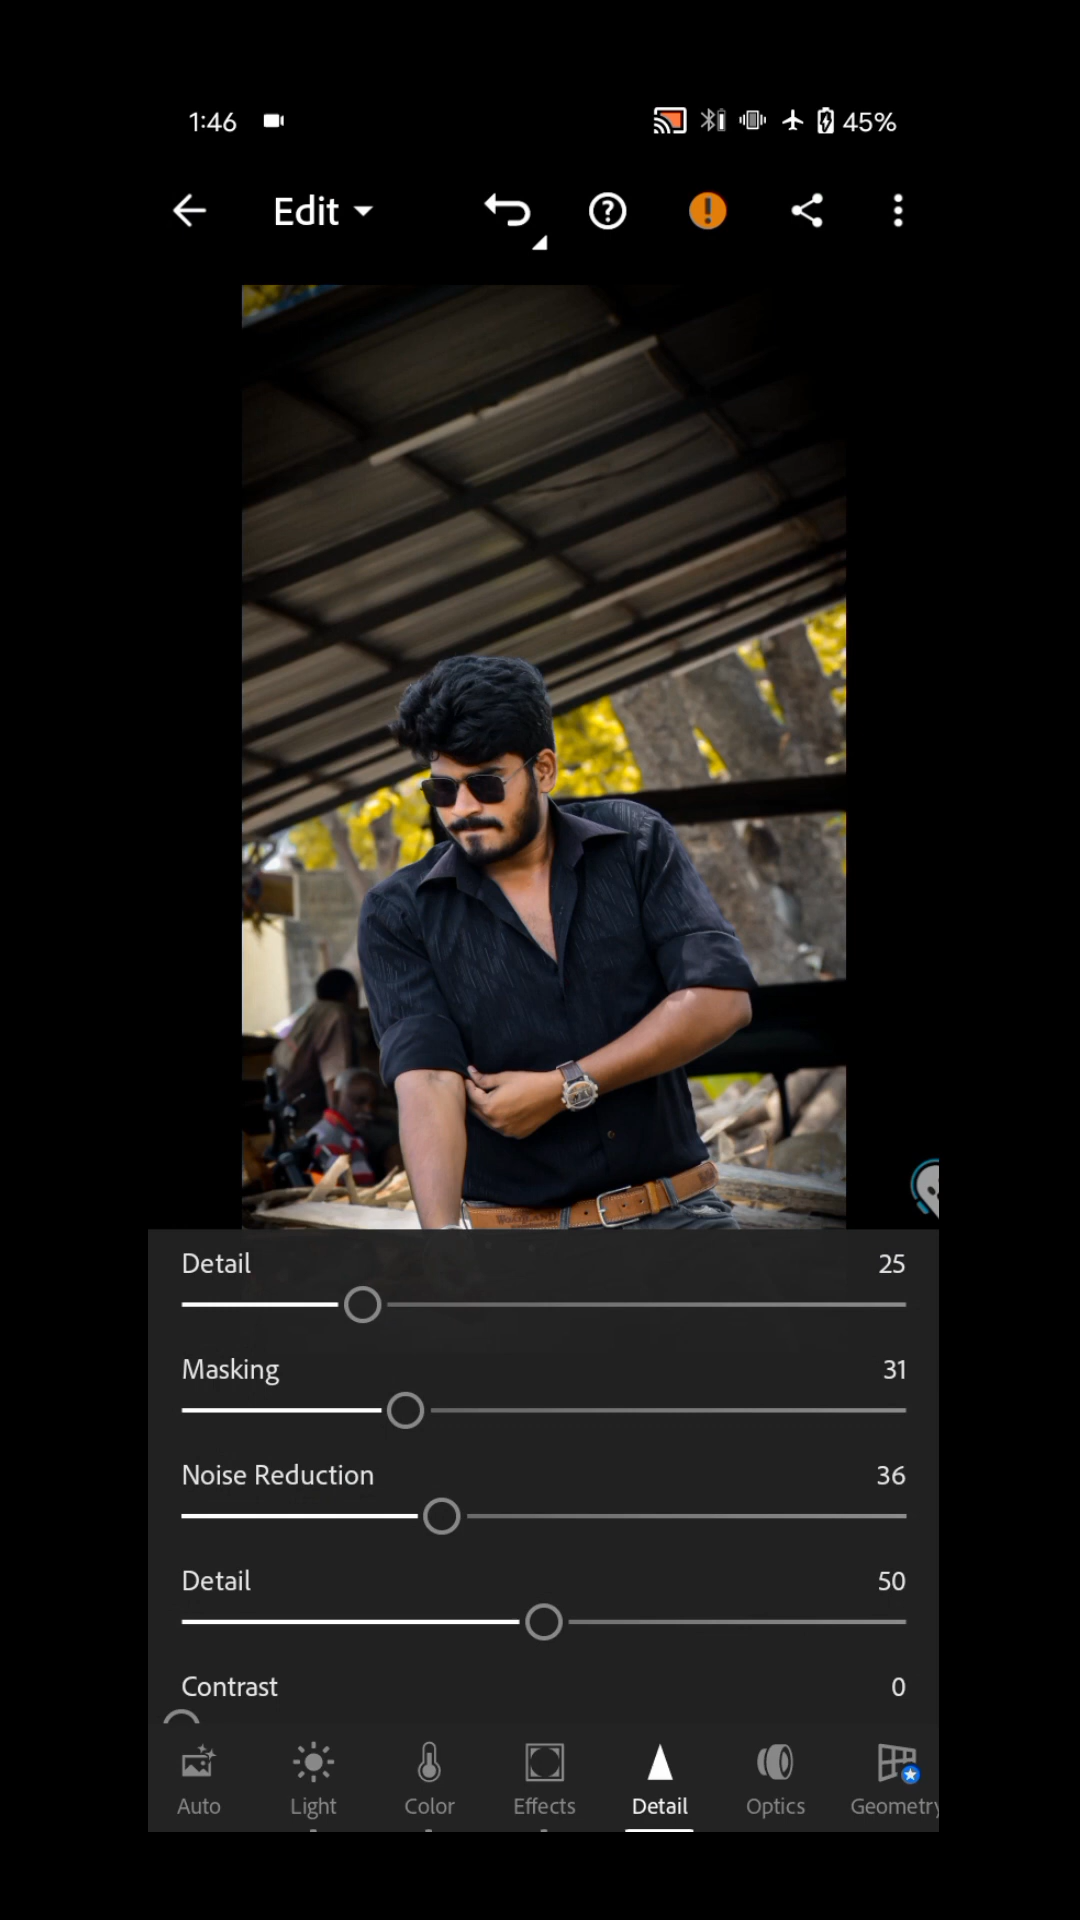 1:46 45%
Edit
Detail 25
Masking 31
Noise Reduction 36
Detail 50
Contrast 0
Auto Light Color Effects Detail Optics Geometry